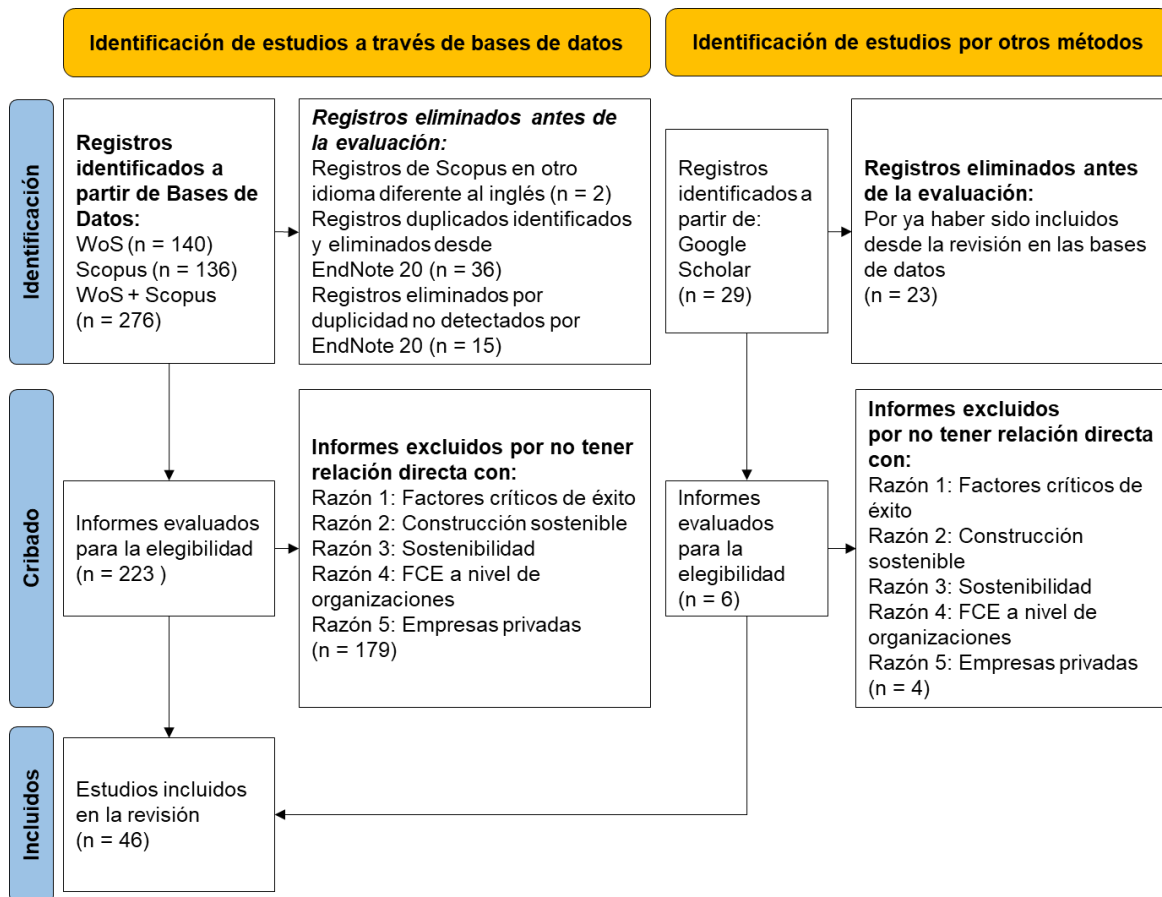 Identificación de estudios a través de bases de datos
Identificación de estudios por otros métodos
Identificación
Registros
identificados a
partir de Bases de
Datos:
WoS (n = 140)
Scopus (n = 136)
WoS + Scopus
(n = 276)
Registros eliminados antes de
la evaluación:
Registros de Scopus en otro
idioma diferente al inglés (n = 2)
Registros duplicados identificados
y eliminados desde
EndNote 20 (n = 36)
Registros eliminados por
duplicidad no detectados por
EndNote 20 (n = 15)
Registros
identificados a
partir de:
Google
Scholar
(n = 29)
Registros eliminados antes
de la evaluación:
Por ya haber sido incluidos
desde la revisión en las bases
de datos
(n = 23)
Cribado
Informes evaluados
para la elegibilidad
(n = 223 )
Informes excluidos por no tener
relación directa con:
Razón 1: Factores críticos de éxito
Razón 2: Construcción sostenible
Razón 3: Sostenibilidad
Razón 4: FCE a nivel de
organizaciones
Razón 5: Empresas privadas
(n = 179)
Informes
evaluados
para la
elegibilidad
(n = 6)
Informes excluidos
por no tener relación directa
con:
Razón 1: Factores críticos de
éxito
Razón 2: Construcción
sostenible
Razón 3: Sostenibilidad
Razón 4: FCE a nivel de
organizaciones
Razón 5: Empresas privadas
(n = 4)
Incluidos
Estudios incluidos
en la revisión
(n = 46)